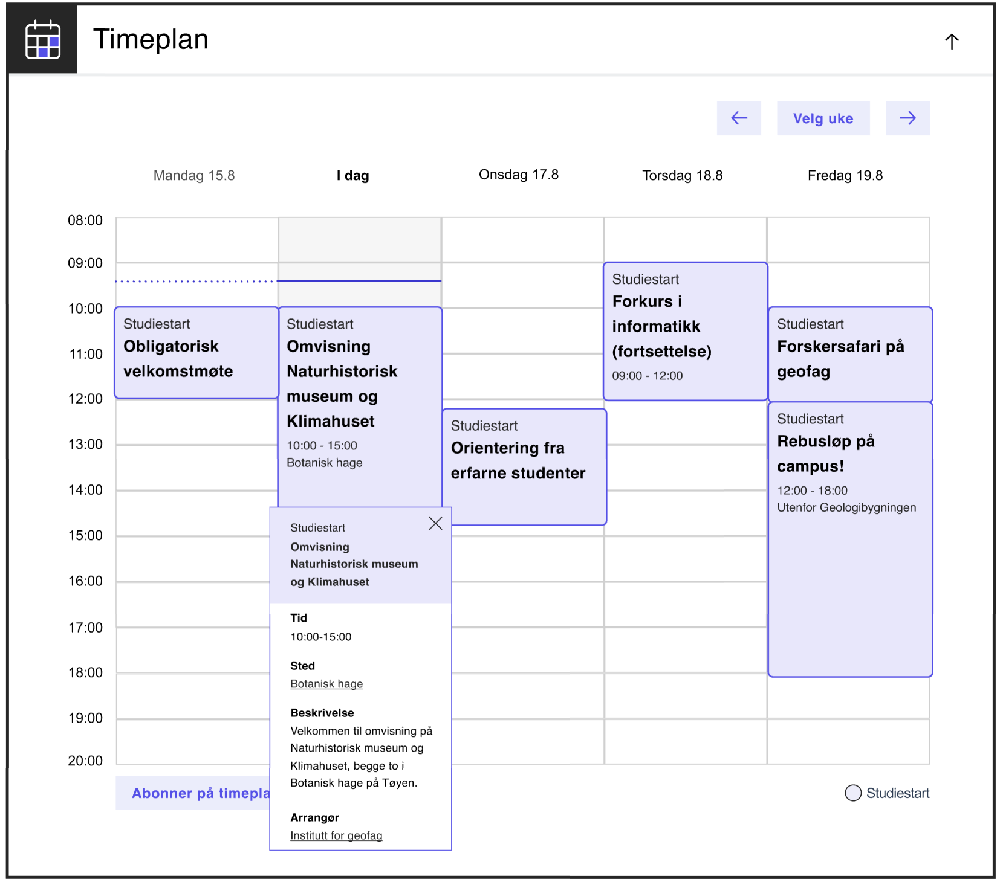 Timeplan
Velg uke
Mandag 15.8
I dag
Onsdag 17.8
Torsdag 18.8
Fredag 19.8
08:00
09:00
10:00
11:00
12:00
13:00
14:00
15:00
16:00
17:00
18:00
19:00
20:00
Studiestart
Obligatorisk
velkomstmøte
Studiestart
Omvisning
Naturhistorisk
museum og
Klimahuset
10:00 - 15:00
Botanisk hage
Studiestart
Omvisning
Naturhistorisk museum
og Klimahuset
Tid
10:00-15:00
Sted
Botanisk hage
Beskrivelse
Velkommen til omvisning på
Naturhistorisk museum og
Klimahuset, begge to i
Botanisk hage på Tøyen.
Arrangør
Institutt for geofag
Studiestart
Orientering fra
erfarne studenter
Studiestart
Forkurs i
informatikk
(fortsettelse)
09:00 - 12:00
Studiestart
Forskersafari på
geofag
Studiestart
Rebusløp på
campus!
12:00 - 18:00
Utenfor Geologibygningen
Abonner på timepla
Studiestart